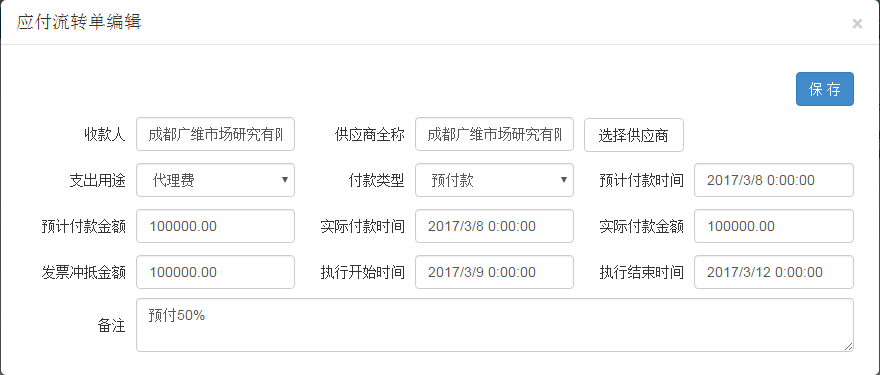 应付流转单编辑 ×
保 存
收款人 成都广维市场研究有限 供应商全称 成都广维市场研究有限 选择供应商
支出用途 代理费 付款类型 预付款 预计付款时间 2017/3/8 0:00:00
预计付款金额 100000.00 实际付款时间 2017/3/8 0:00:00 实际付款金额 100000.00
发票冲抵金额 100000.00 执行开始时间 2017/3/9 0:00:00 执行结束时间 2017/3/12 0:00:00
备注 预付50%